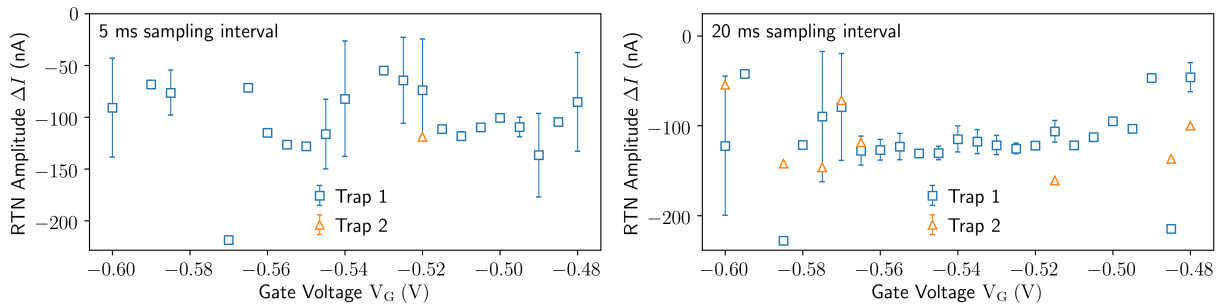 5 ms sampling interval
RTN Amplitude ΔI (nA)
0
−50
−100
−150
−200
Trap 1
Trap 2
−0.60 −0.58 −0.56 −0.54 −0.52 −0.50 −0.48
Gate Voltage V_G (V)
20 ms sampling interval
RTN Amplitude ΔI (nA)
0
−100
−200
Trap 1
Trap 2
−0.60 −0.58 −0.56 −0.54 −0.52 −0.50 −0.48
Gate Voltage V_G (V)